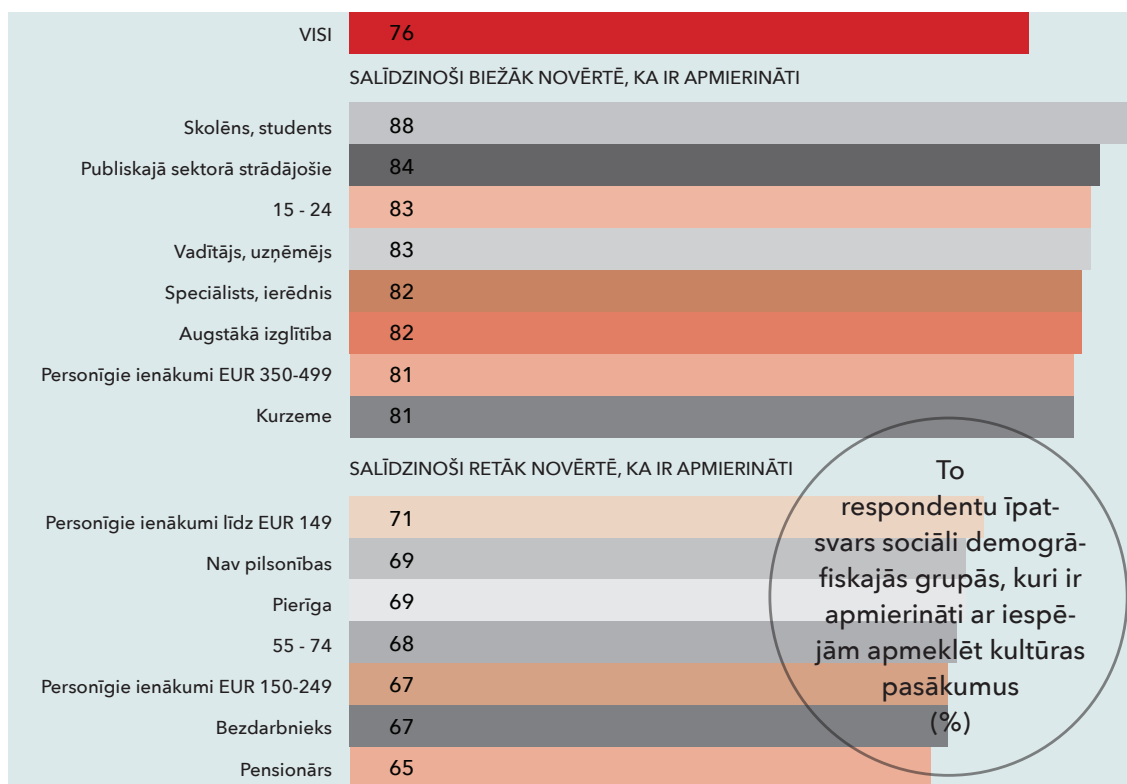 VISI 76
SALĪDZINOŠI BIEŽĀK NOVĒRTĒ, KA IR APMIERINĀTI
Skolēns, students 88
Publiskajā sektorā strādājošie 84
15 - 24 83
Vadītājs, uzņēmējs 83
Speciālists, ierēdnis 82
Augstākā izglītība 82
Personīgie ienākumi EUR 350-499 81
Kurzeme 81
SALĪDZINOŠI RETĀK NOVĒRTĒ, KA IR APMIERINĀTI
Personīgie ienākumi līdz EUR 149 71
Nav pilsonības 69
Pierīga 69
55 - 74 68
Personīgie ienākumi EUR 150-249 67
Bezdarbnieks 67
Pensionārs 65
To
respondentu īpat-
svars sociāli demogrā-
fiskajās grupās, kuri ir
apmierināti ar iespē-
jām apmeklēt kultūras
pasākumus
(%)